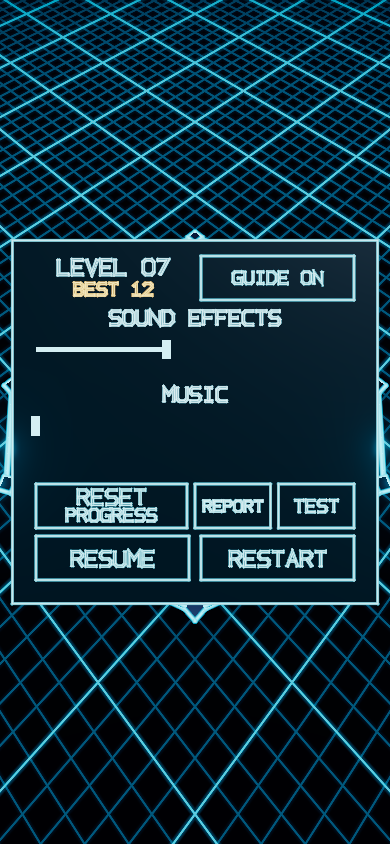 LEVEL 07
BEST 12
GUIDE ON
SOUND EFFECTS
MUSIC
RESET
PROGRESS
REPORT
TEST
RESUME
RESTART